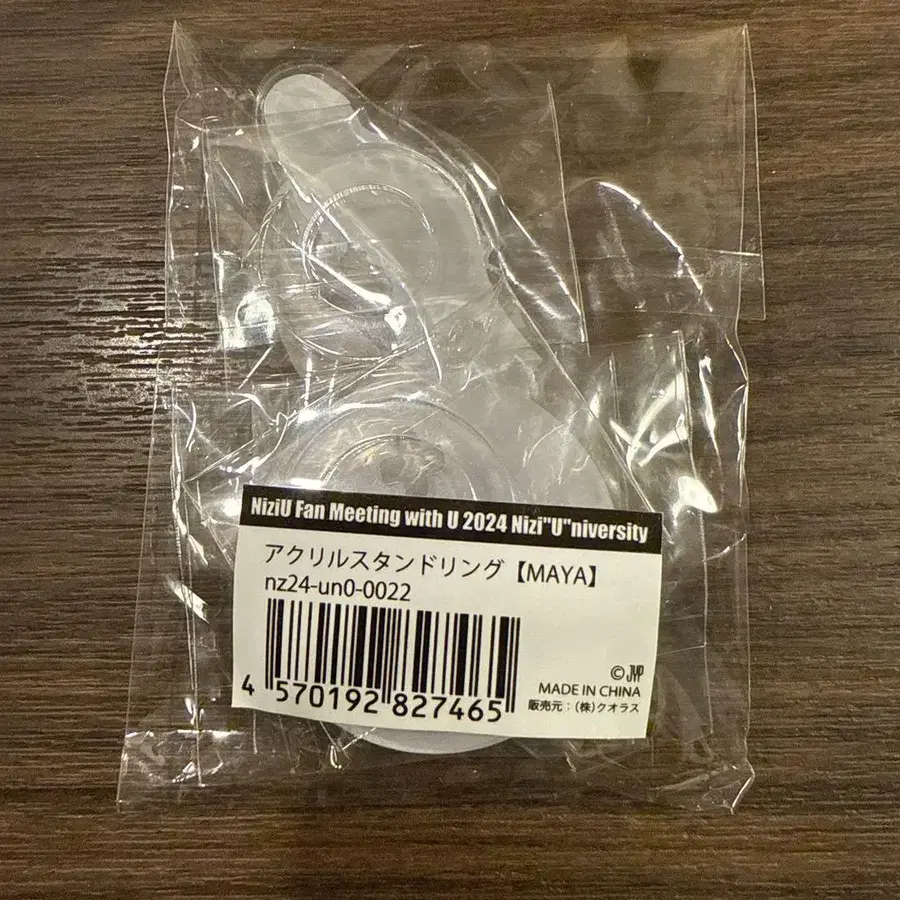 NiziU Fan Meeting with U 2024 Nizi"U"niversity
アクリルスタンドリング【MAYA】
nz24-un0-0022
4 570192 827465
© JYP
MADE IN CHINA
販売元：(株)クオラス